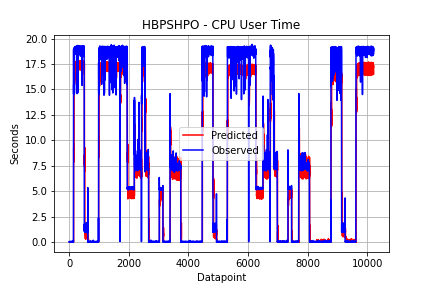 HBPSHPO - CPU User Time
20.0
17.5
15.0
12.5
10.0
7.5
5.0
2.5
0.0
Seconds
Predicted
Observed
0 2000 4000 6000 8000 10000
Datapoint